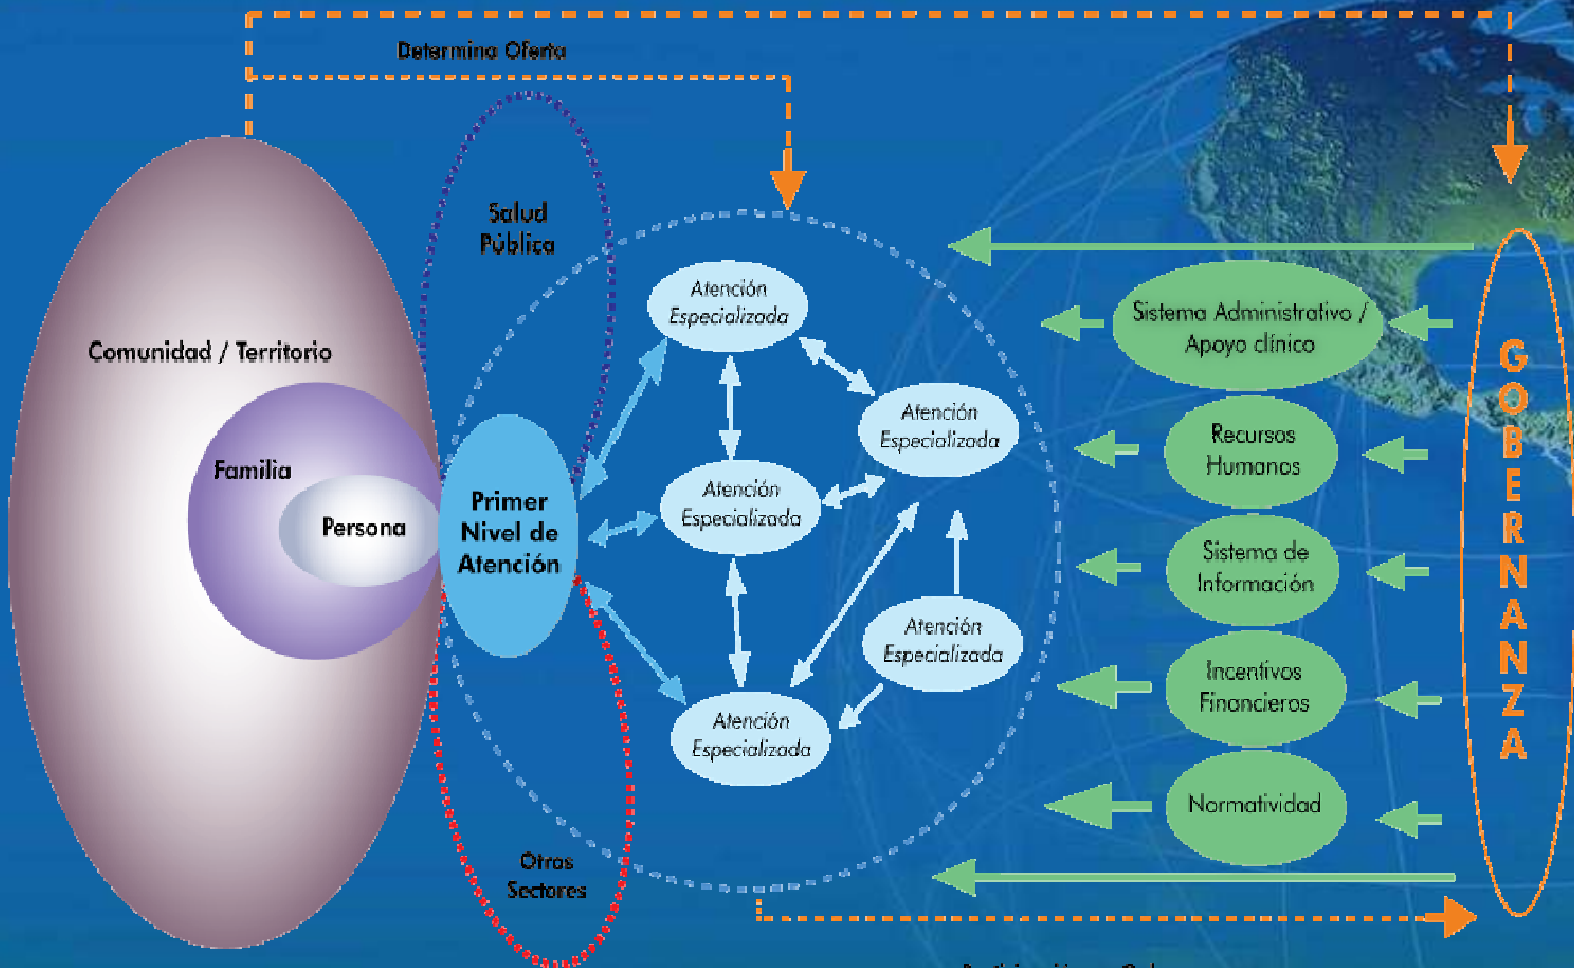 Determina Oferta
Salud
Pública
Comunidad / Territorio
Familia
Persona
Primer
Nivel de
Atención
Atención
Especializada
Atención
Especializada
Atención
Especializada
Atención
Especializada
Atención
Especializada
Otros
Sectores
Sistema Administrativo /
Apoyo clínico
Recursos
Humanos
Sistema de
Información
Incentivos
Financieros
Normatividad
GOBERNANZA